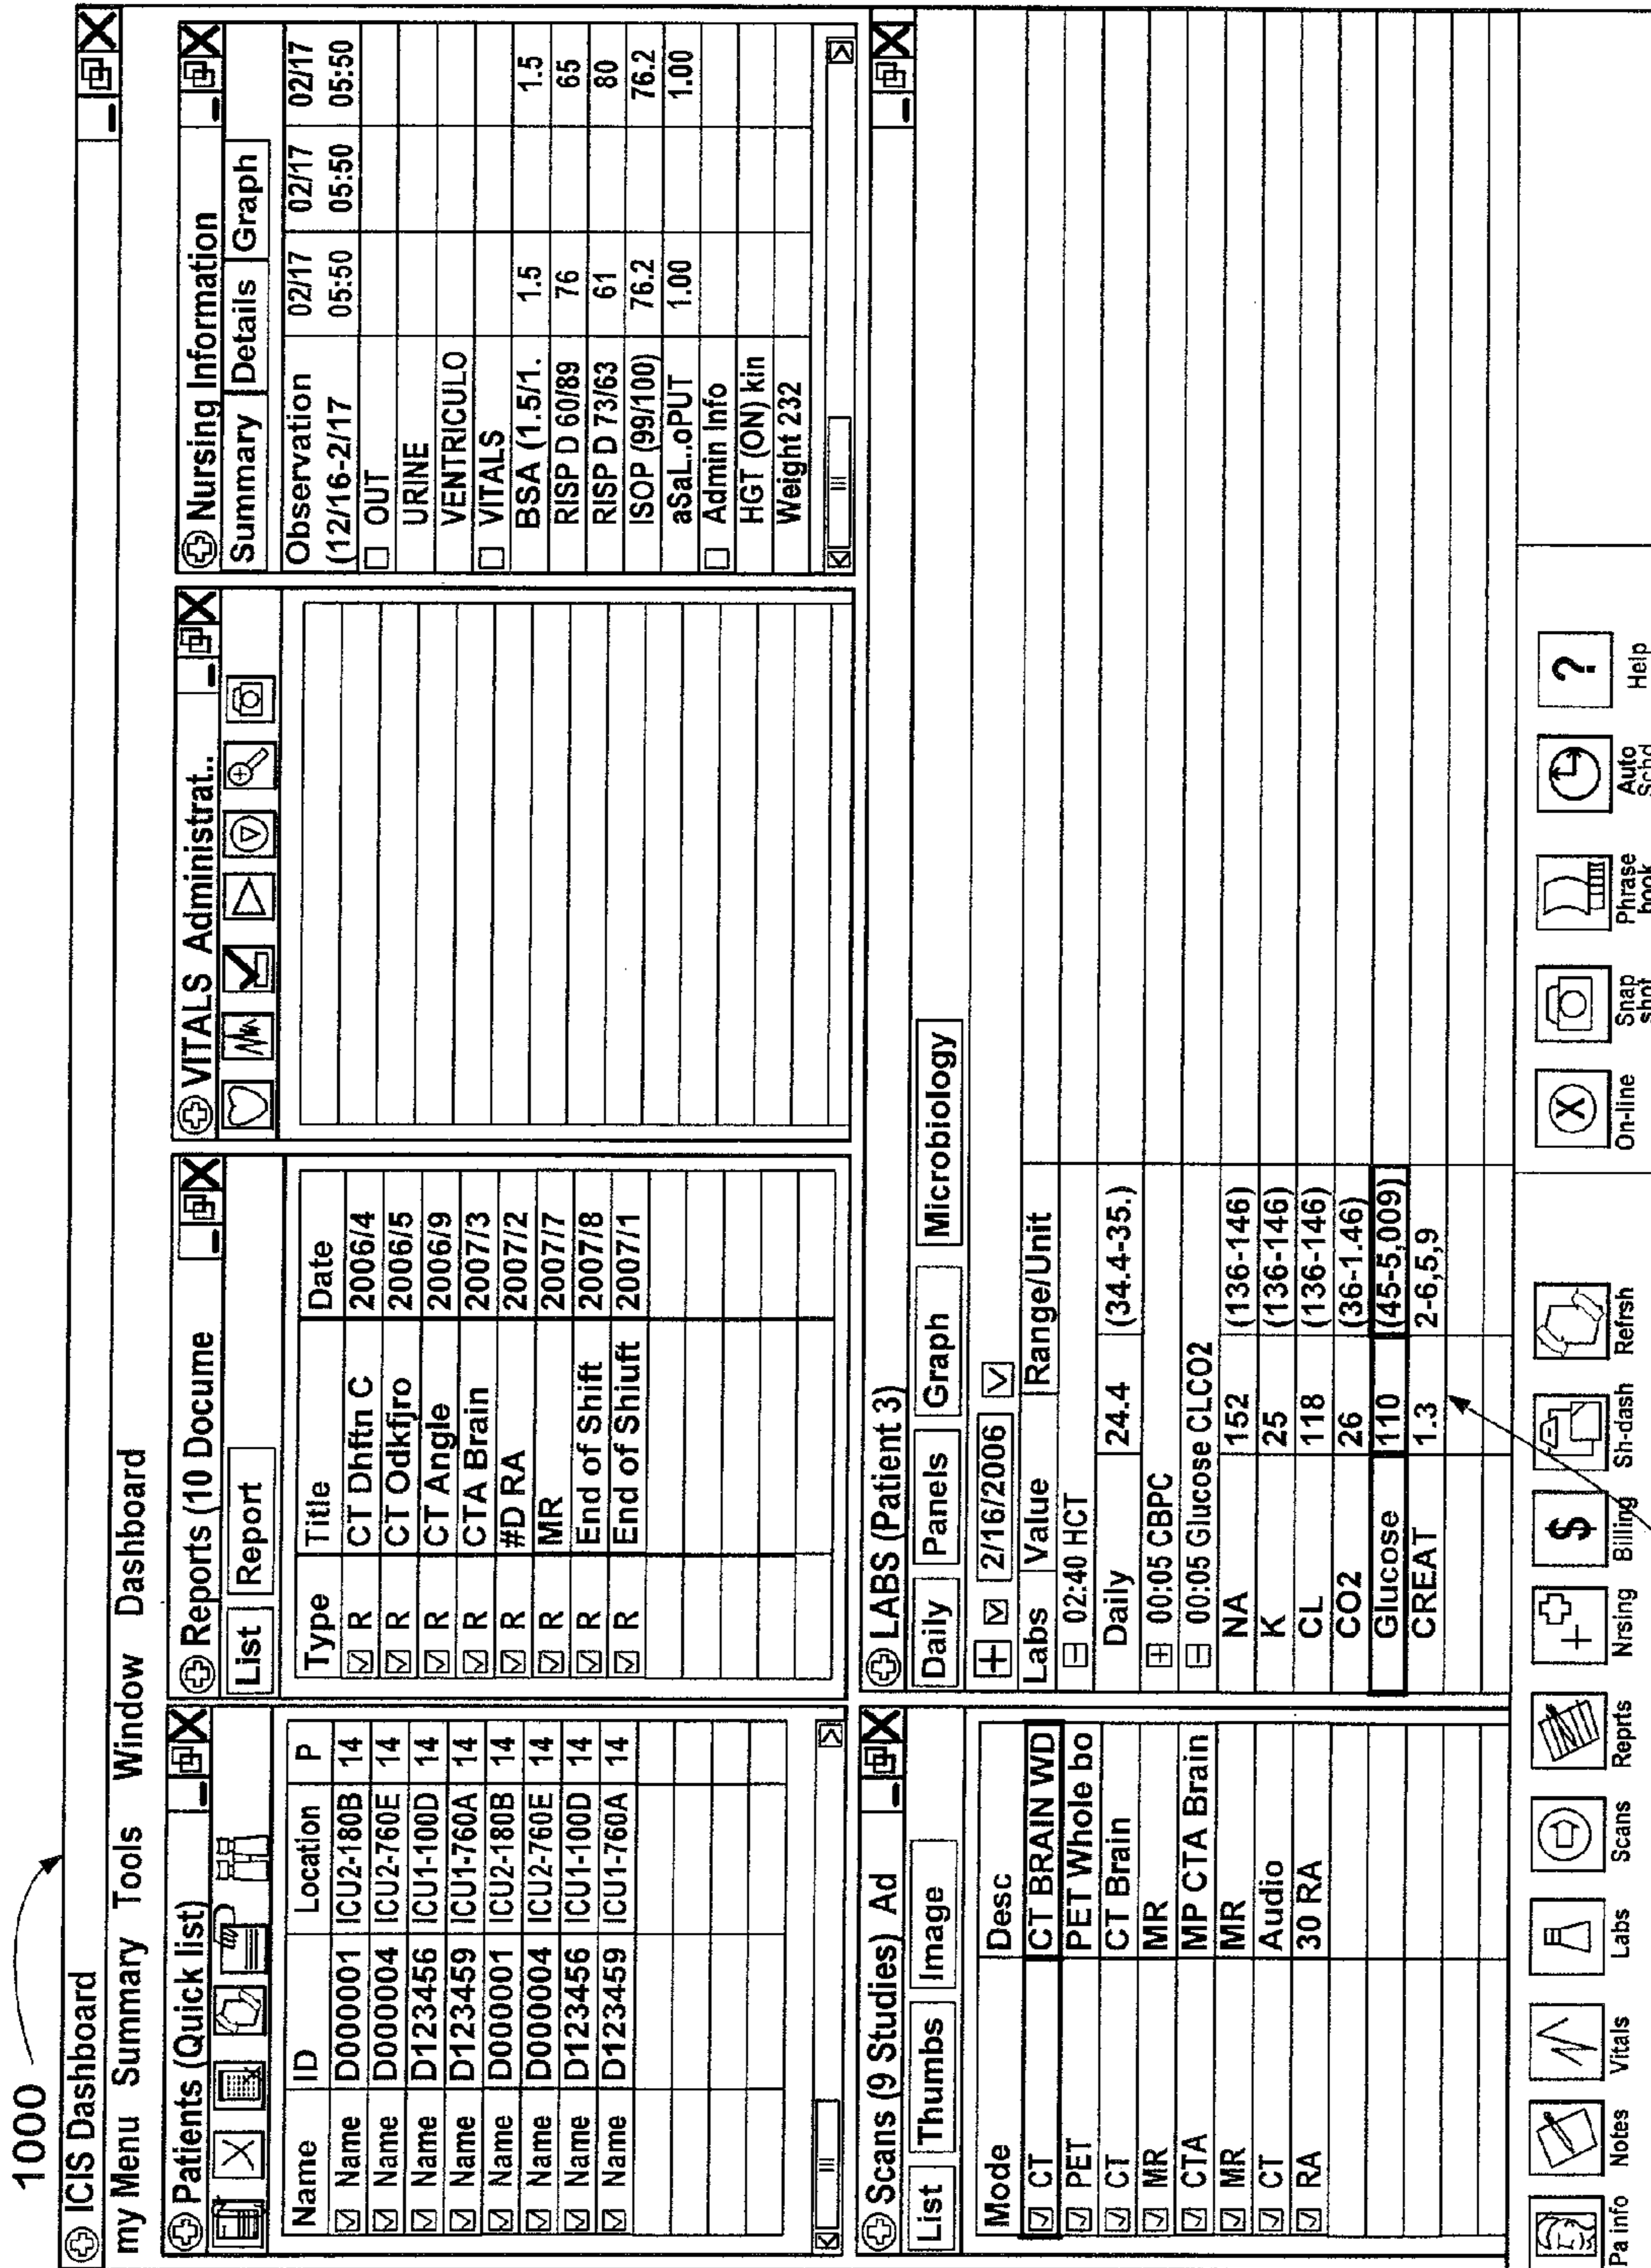 1000
ICIS Dashboard
my Menu Summary Tools Window Dashboard
Patients (Quick list)
Name ID Location P
Name D000001 ICU2-180B 14
Name D000004 ICU2-760E 14
Name D123456 ICU1-100D 14
Name D123459 ICU1-760A 14
Name D000001 ICU2-180B 14
Name D000004 ICU2-760E 14
Name D123456 ICU1-100D 14
Name D123459 ICU1-760A 14
Reports (10 Docume
List Report
Type Title Date
R CT Dhftln C 2006/4
R CT Odkfjro 2006/5
R CT Angle 2006/9
R CTA Brain 2007/3
R #D RA 2007/2
R MR 2007/7
R End of Shift 2007/8
R End of Shiuft 2007/1
VITALS Administrat..
Nursing Information
Summary Details Graph
Observation 02/17 02/17 02/17
(12/16-2/17 05:50 05:50 05:50
OUT
URINE
VENTRICULO
VITALS
BSA (1.5/1. 1.5 1.5
RISP D 60/89 76 65
RISP D 73/63 61 80
ISOP (99/100) 76.2 76.2
aSaL.oPUT 1.00 1.00
Admin Info
HGT (ON) kin
Weight 232
Scans (9 Studies) Ad
List Thumbs Image
Mode Desc
CT CT BRAIN WD
PET PET Whole bo
CT CT Brain
MR MR
CTA MP CTA Brain
MR MR
CT Audio
RA 30 RA
LABS (Patient 3)
Daily Panels Graph Microbiology
2/16/2006
Labs Value Range/Unit
02:40 HCT
Daily 24.4 (34.4-35.)
00:05 CBPC
00:05 Glucose CLCO2
NA 152 (136-146)
K 25 (136-146)
CL 118 (136-146)
CO2 26 (36-1.46)
Glucose 110 (45-5,009)
CREAT 1.3 2-6,5,9
Pa info Notes Vitals Labs Scans Reprts Nrsing Billing Sh-dash Refrsh On-line Snap shot Phrase book Auto Schd Help